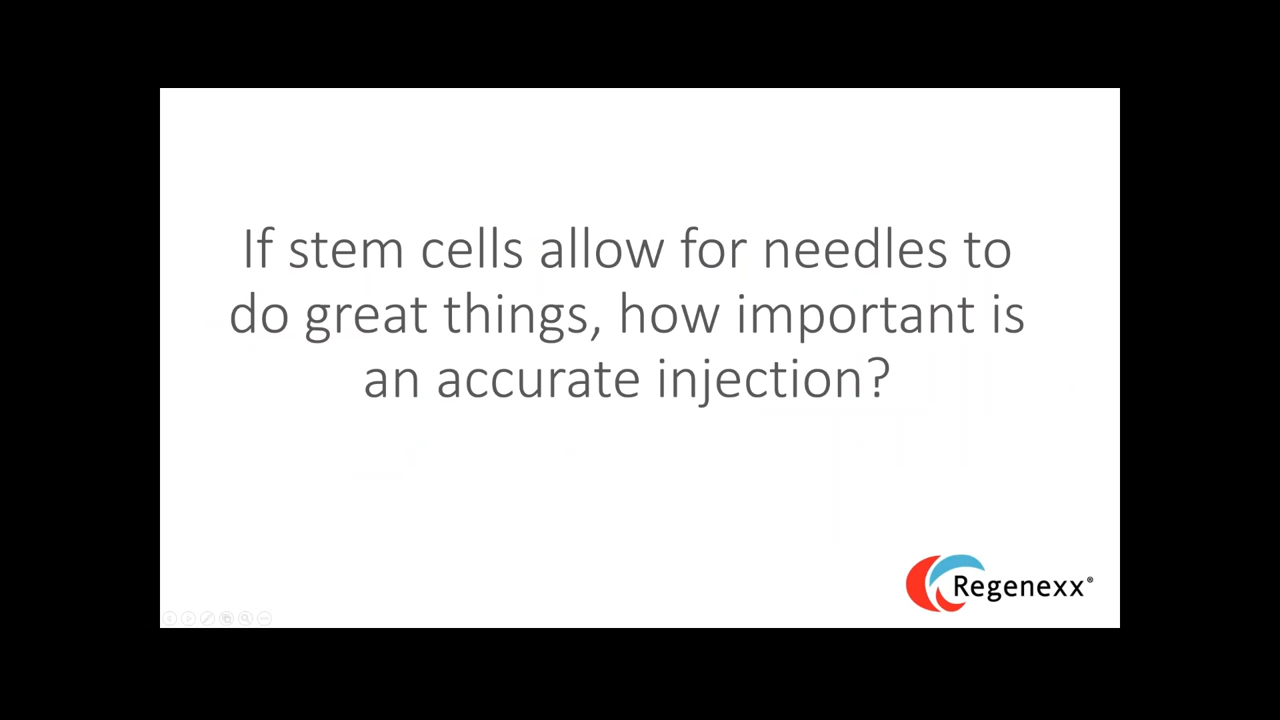 If stem cells allow for needles to
do great things, how important is
an accurate injection?
Regenexx®